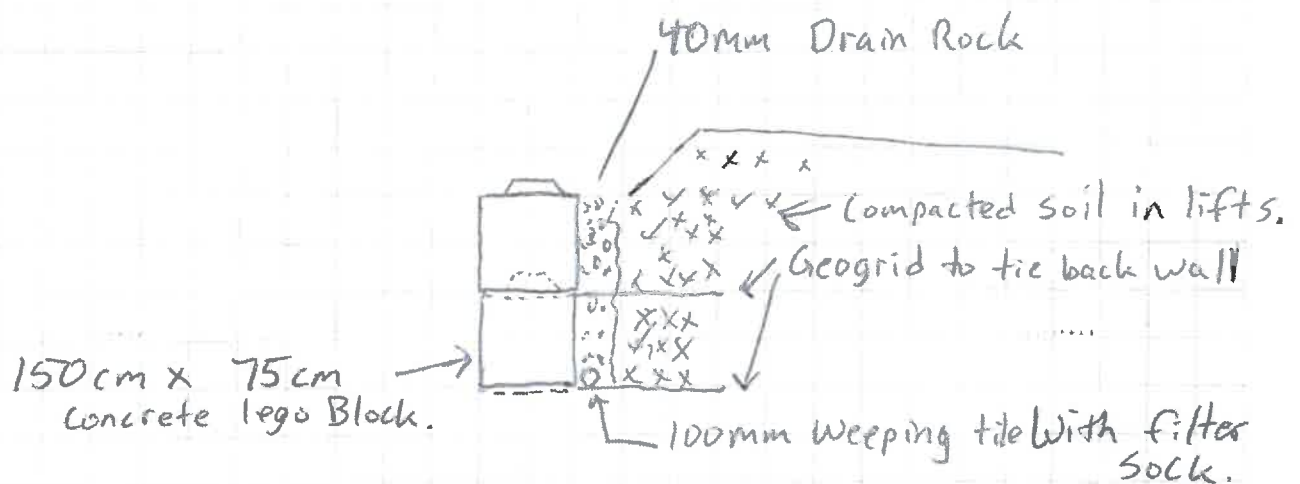 40mm Drain Rock
Compacted soil in lifts.
Geogrid to tie back wall
150cm x 75cm
concrete lego Block.
100mm Weeping tile With filter
Sock.